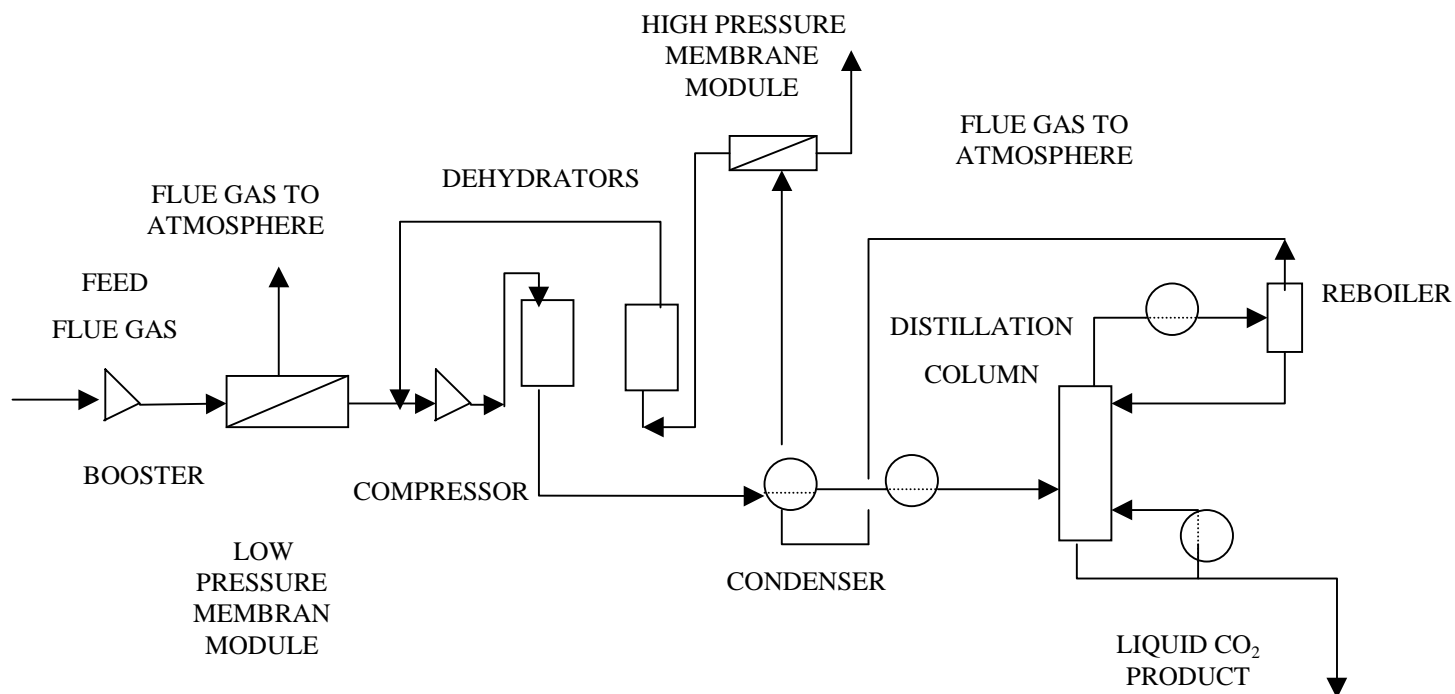 HIGH PRESSURE
MEMBRANE
MODULE
FLUE GAS TO
ATMOSPHERE
DEHYDRATORS
FLUE GAS TO
ATMOSPHERE
FEED
FLUE GAS
REBOILER
DISTILLATION
COLUMN
BOOSTER
COMPRESSOR
LOW
PRESSURE
MEMBRAN
MODULE
CONDENSER
LIQUID CO₂
PRODUCT